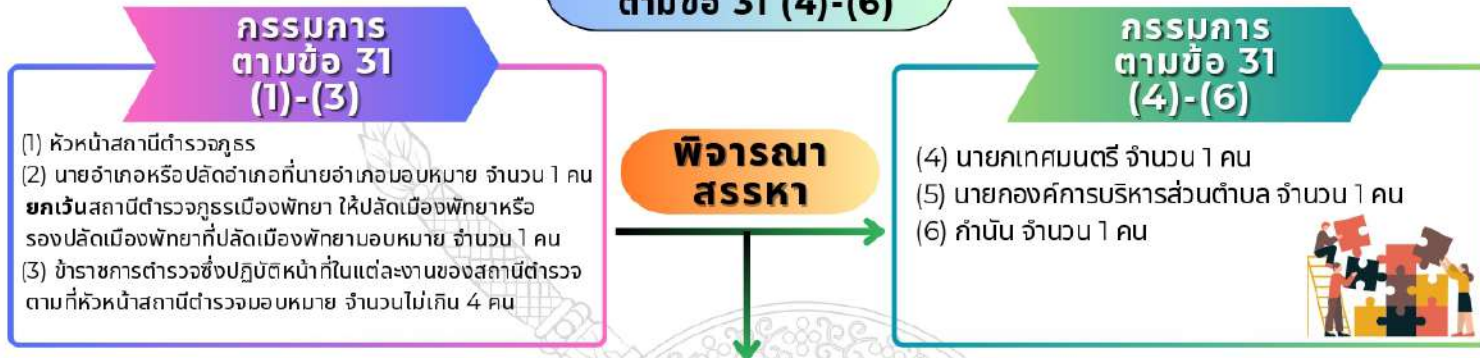 ตามข้อ 31 (4)-(6)
กรรมการ
ตามข้อ 31
(1)-(3)
(1) หัวหน้าสถานีตำรวจภูธร
(2) นายอำเภอหรือปลัดอำเภอที่นายอำเภอมอบหมาย จำนวน 1 คน
ยกเว้นสถานีตำรวจภูธรเมืองพัทยา ให้ปลัดเมืองพัทยาหรือ
รองปลัดเมืองพัทยาที่ปลัดเมืองพัทยามอบหมาย จำนวน 1 คน
(3) ข้าราชการตำรวจซึ่งปฏิบัติหน้าที่ในแต่ละงานของสถานีตำรวจ
ตามที่หัวหน้าสถานีตำรวจมอบหมาย จำนวนไม่เกิน 4 คน
พิจารณา
สรรหา
กรรมการ
ตามข้อ 31
(4)-(6)
(4) นายกเทศมนตรี จำนวน 1 คน
(5) นายกองค์การบริหารส่วนตำบล จำนวน 1 คน
(6) กำนัน จำนวน 1 คน